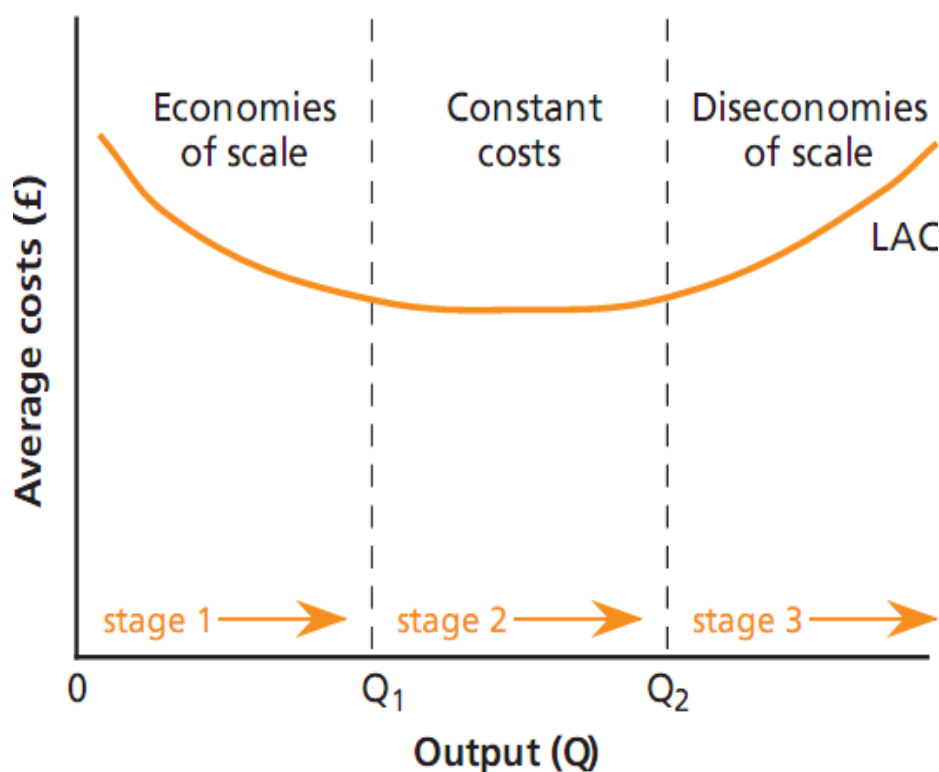 Economies
of scale
Constant
costs
Diseconomies
of scale
LAC
Average costs (£)
stage 1
stage 2
stage 3
0
Q₁
Q₂
Output (Q)